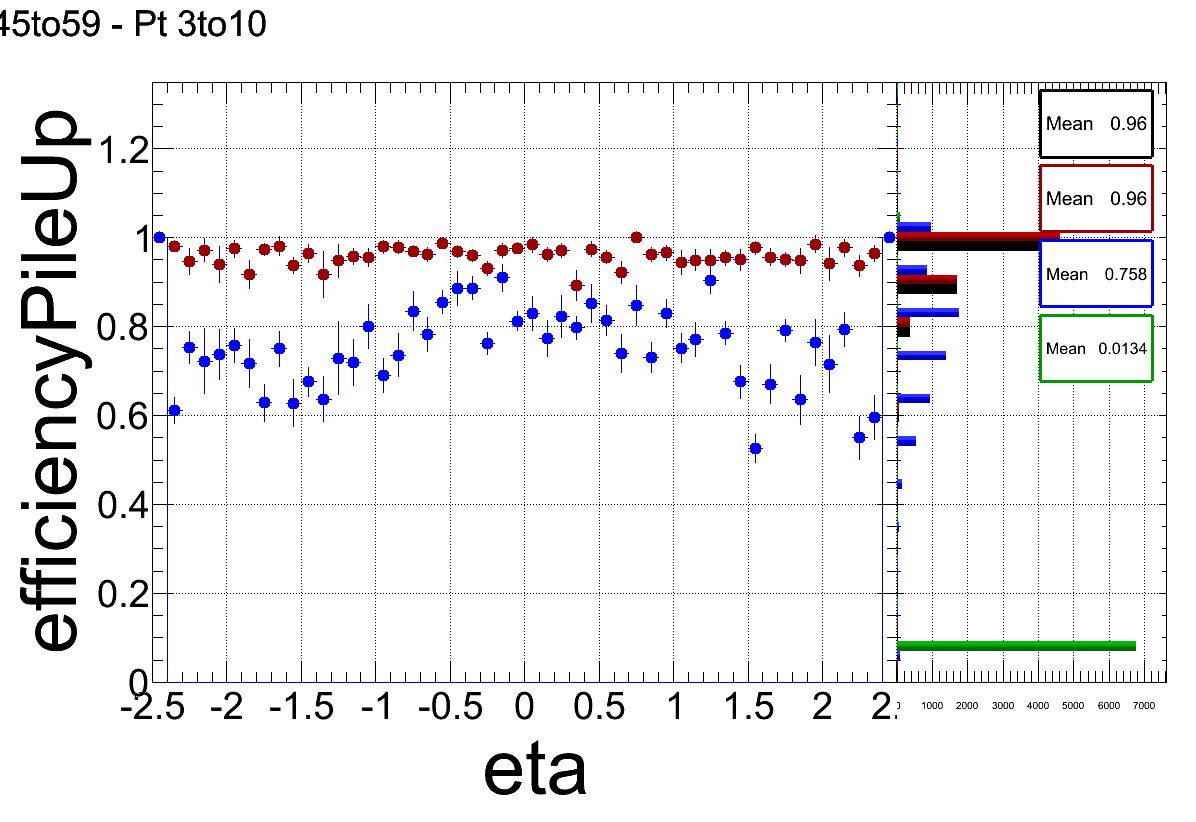 45to59 - Pt 3to10
efficiencyPileUp
1.2
1
0.8
0.6
0.4
0.2
0
-2.5 -2 -1.5 -1 -0.5 0 0.5 1 1.5 2 2.
eta
Mean 0.96
Mean 0.96
Mean 0.758
Mean 0.0134
1000 2000 3000 4000 5000 6000 7000